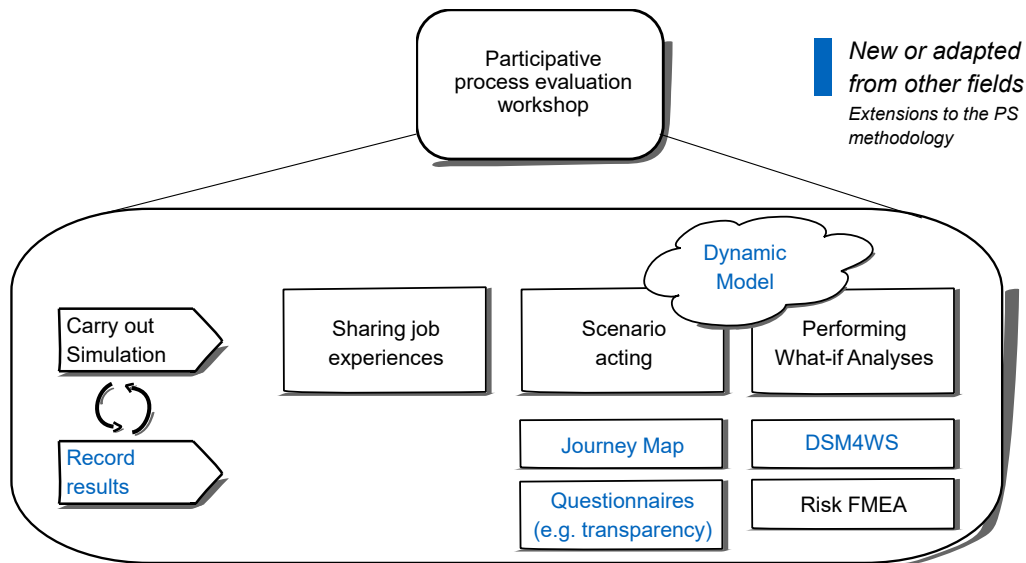 Participative
process evaluation
workshop
New or adapted
from other fields
Extensions to the PS
methodology
Dynamic
Model
Carry out
Simulation
Sharing job
experiences
Scenario
acting
Performing
What-if Analyses
Record
results
Journey Map
DSM4WS
Questionnaires
(e.g. transparency)
Risk FMEA